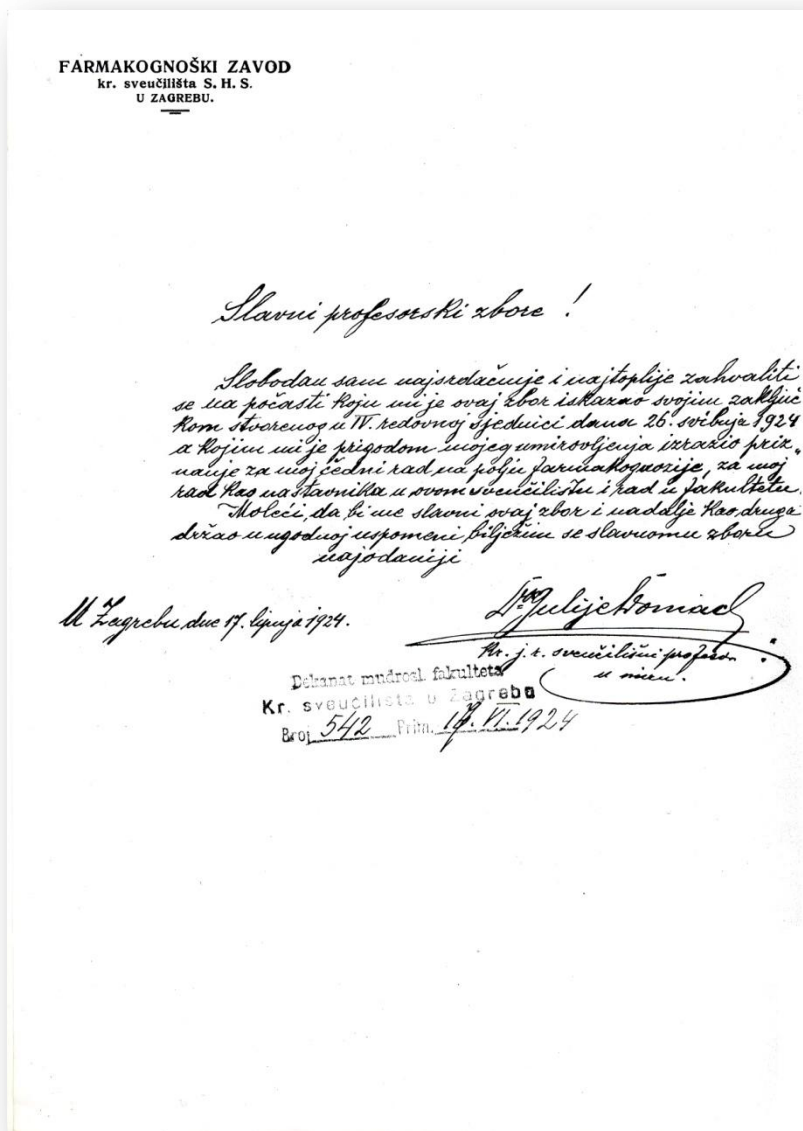 FARMAKOGNOŠKI ZAVOD
kr. sveučilišta S. H. S.
U ZAGREBU.
Slavni profesorski zbore !
Slobodan sam najsrdačnije i najtoplije zahvaliti
se na počasti koju mi je ovaj zbor iskazao svojim zaključ
kom stvorenog u IV. redovnoj sjednici dana 26. svibnja 1924
a kojim mi je prigodom mojeg umirovljenja izrazio priz„
nanje za moj čedni rad na polju farmakognozije, za moj
rad kao nastavnika u ovom sveučilištu i rad u fakultetu.
Moleći, da bi me slavni ovaj zbor i nadalje kao druga
držao u ugodnoj uspomeni, bilježim se slavnomu zboru
najodaniji
Dr Julije Domac
U Zagrebu dne 17. lipnja 1924.
kr. j. r. sveučilišni profesor
u miru.
Dekanat mudrosl. fakulteta
Kr. sveučilišta u Zagrebu
Broj 542 Prim. 17. VI. 1924